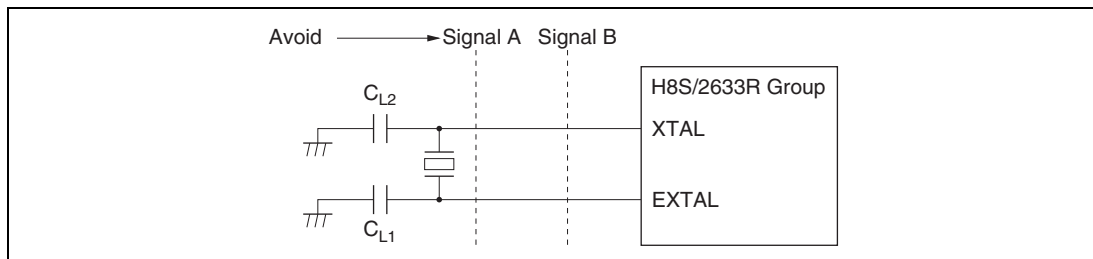 Avoid Signal A Signal B
H8S/2633R Group
CL2
XTAL
EXTAL
CL1